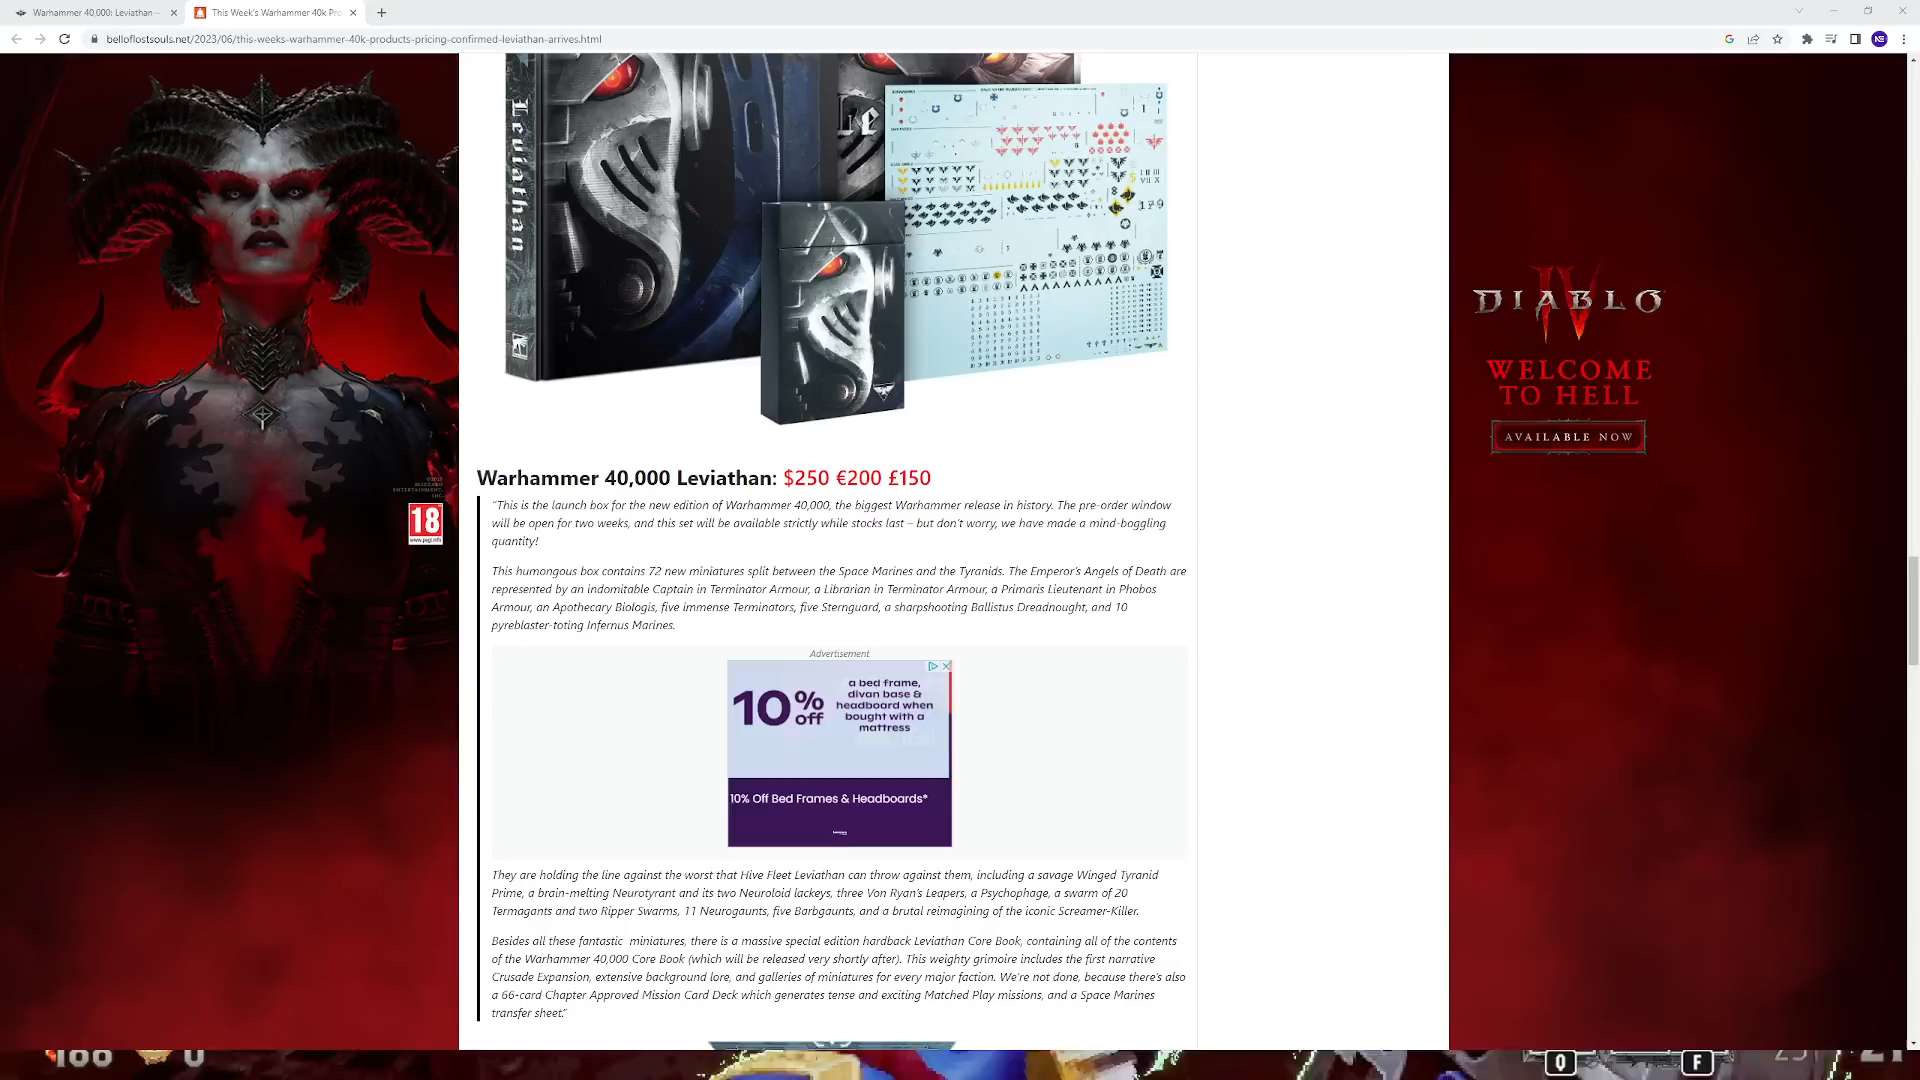 Warhammer 40,000: Leviathan –
This Week's Warhammer 40k Pro
belloflostsouls.net/2023/06/this-weeks-warhammer-40k-products-pricing-confirmed-leviathan-arrives.html
Leviathan
179
Warhammer 40,000 Leviathan: $250 €200 £150
“This is the launch box for the new edition of Warhammer 40,000, the biggest Warhammer release in history. The pre-order window
will be open for two weeks, and this set will be available strictly while stocks last – but don’t worry, we have made a mind-boggling
quantity!
This humongous box contains 72 new miniatures split between the Space Marines and the Tyranids. The Emperor’s Angels of Death are
represented by an indomitable Captain in Terminator Armour, a Librarian in Terminator Armour, a Primaris Lieutenant in Phobos
Armour, an Apothecary Biologis, five immense Terminators, five Sternguard, a sharpshooting Ballistus Dreadnought, and 10
pyreblaster-toting Infernus Marines.
Advertisement
10% off
a bed frame,
divan base &
headboard when
bought with a
mattress
10% Off Bed Frames & Headboards*
They are holding the line against the worst that Hive Fleet Leviathan can throw against them, including a savage Winged Tyranid
Prime, a brain-melting Neurotyrant and its two Neuroloid lackeys, three Von Ryan’s Leapers, a Psychophage, a swarm of 20
Termagants and two Ripper Swarms, 11 Neurogaunts, five Barbgaunts, and a brutal reimagining of the iconic Screamer-Killer.
Besides all these fantastic  miniatures, there is a massive special edition hardback Leviathan Core Book, containing all of the contents
of the Warhammer 40,000 Core Book (which will be released very shortly after). This weighty grimoire includes the first narrative
Crusade Expansion, extensive background lore, and galleries of miniatures for every major faction. We’re not done, because there’s also
a 66-card Chapter Approved Mission Card Deck which generates tense and exciting Matched Play missions, and a Space Marines
transfer sheet.”
©2023
BLIZZARD
ENTERTAINMENT,
INC.
18
www.pegi.info
DIABLO
IV
WELCOME
TO HELL
AVAILABLE NOW
NE
Q
F